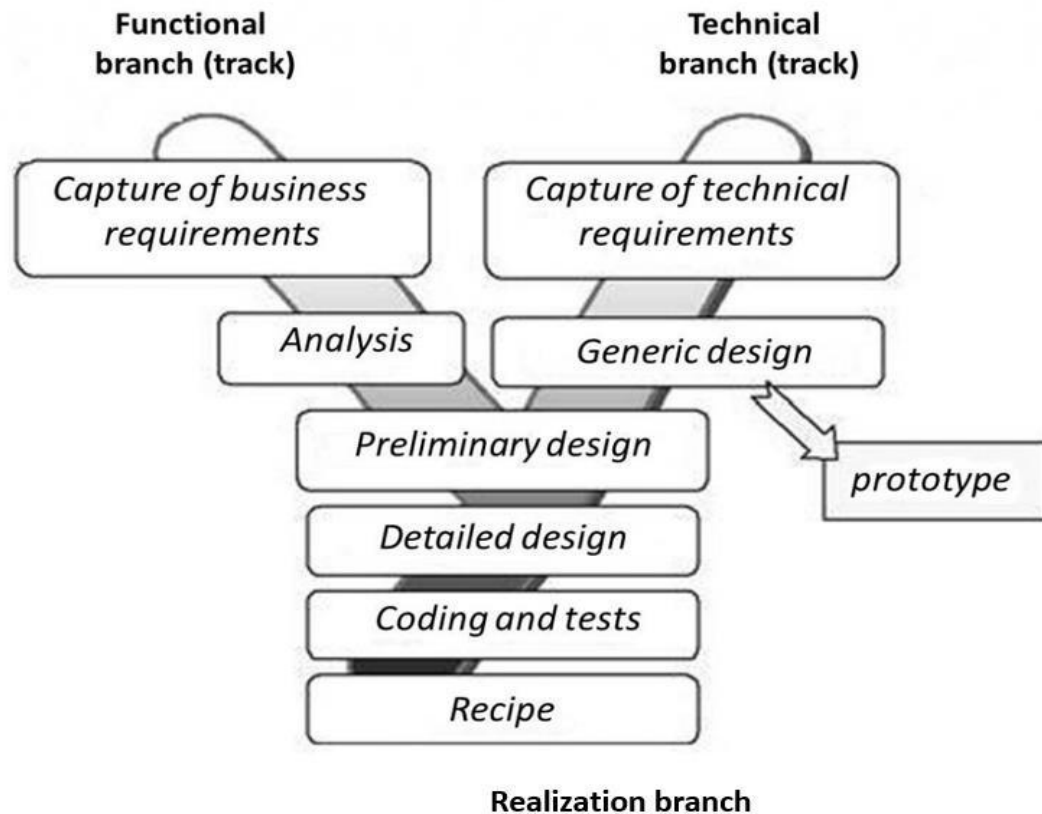 Functional
branch (track)
Technical
branch (track)
Capture of business
requirements
Capture of technical
requirements
Analysis
Generic design
Preliminary design
prototype
Detailed design
Coding and tests
Recipe
Realization branch